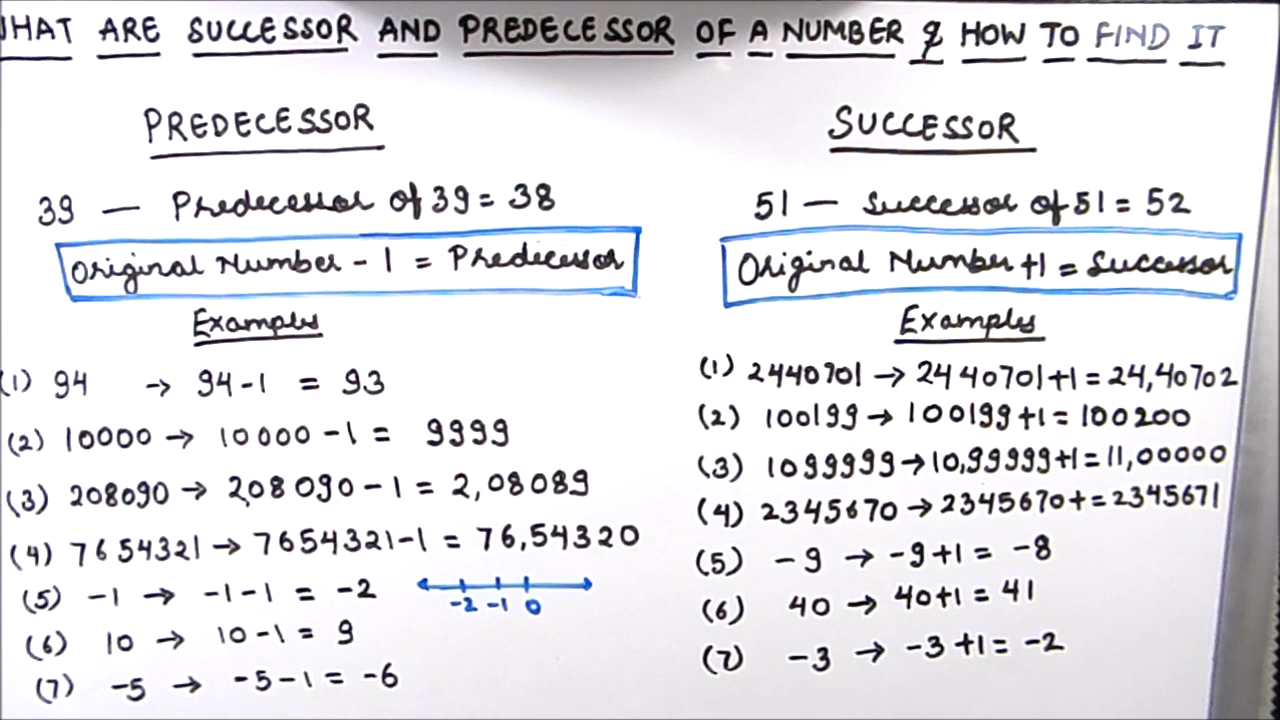 WHAT ARE SUCCESSOR AND PREDECESSOR OF A NUMBER & HOW TO FIND IT
PREDECESSOR
39 — Predecessor of 39 = 38
Original Number - 1 = Predicessor
Examples
(1) 94 → 94-1 = 93
(2) 10000 → 10000 -1 = 9999
(3) 208090 → 2,08090-1 = 2,08089
(4) 7654321 → 7654321-1 = 76,54320
(5) -1 → -1-1 = -2
-2 -1 0
(6) 10 → 10-1 = 9
(7) -5 → -5-1 = -6
SUCCESSOR
51 — Successor of 51 = 52
Original Number +1 = Successor
Examples
(1) 2440701 → 2440701+1 = 24,40702
(2) 100199 → 100199+1 = 100200
(3) 1099999 → 10,99999+1 = 11,00000
(4) 2345670 → 2345670+ = 2345671
(5) -9 → -9+1 = -8
(6) 40 → 40+1 = 41
(7) -3 → -3+1 = -2